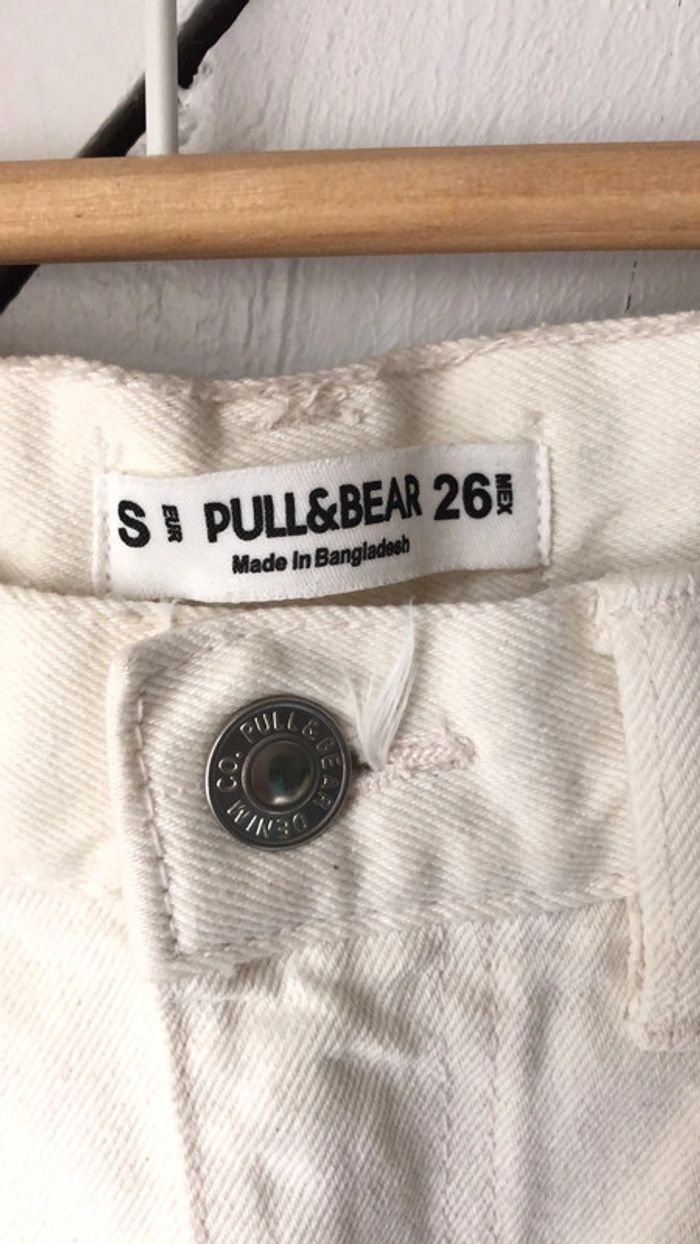 S EUR PULL&BEAR 26 MEX
Made In Bangladesh
PULL&BEAR DENIM CO.